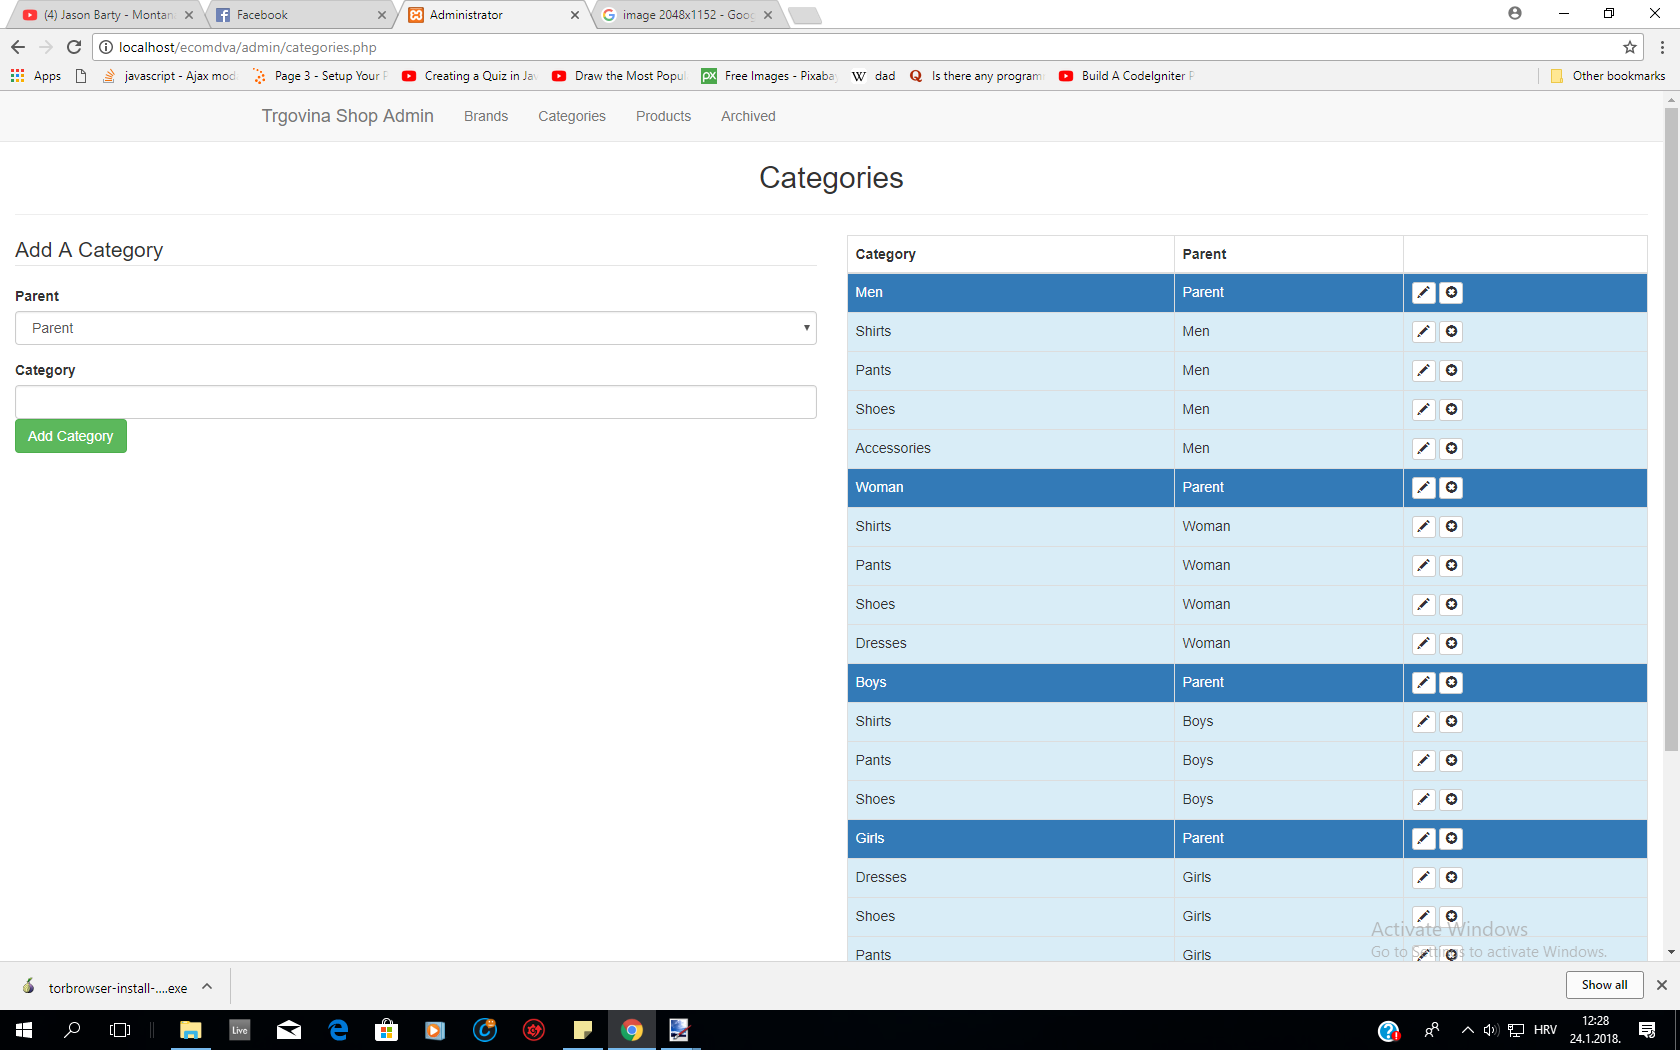 (4) Jason Barty - Montan
Facebook
Administrator
image 2048x1152 - Goog
localhost/ecomdva/admin/categories.php
Apps
javascript - Ajax mod
Page 3 - Setup Your F
Creating a Quiz in Jav
Draw the Most Popul
Free Images - Pixabay
dad
Is there any program
Build A CodeIgniter P
Other bookmarks
Trgovina Shop Admin Brands Categories Products Archived
Categories
Add A Category
Parent
Parent
Category
Add Category
Category Parent
Men Parent
Shirts Men
Pants Men
Shoes Men
Accessories Men
Woman Parent
Shirts Woman
Pants Woman
Shoes Woman
Dresses Woman
Boys Parent
Shirts Boys
Pants Boys
Shoes Boys
Girls Parent
Dresses Girls
Shoes Girls
Pants Girls
Activate Windows
Go to Settings to activate Windows.
torbrowser-install-....exe
Show all
Live
HRV
12:28
24.1.2018.